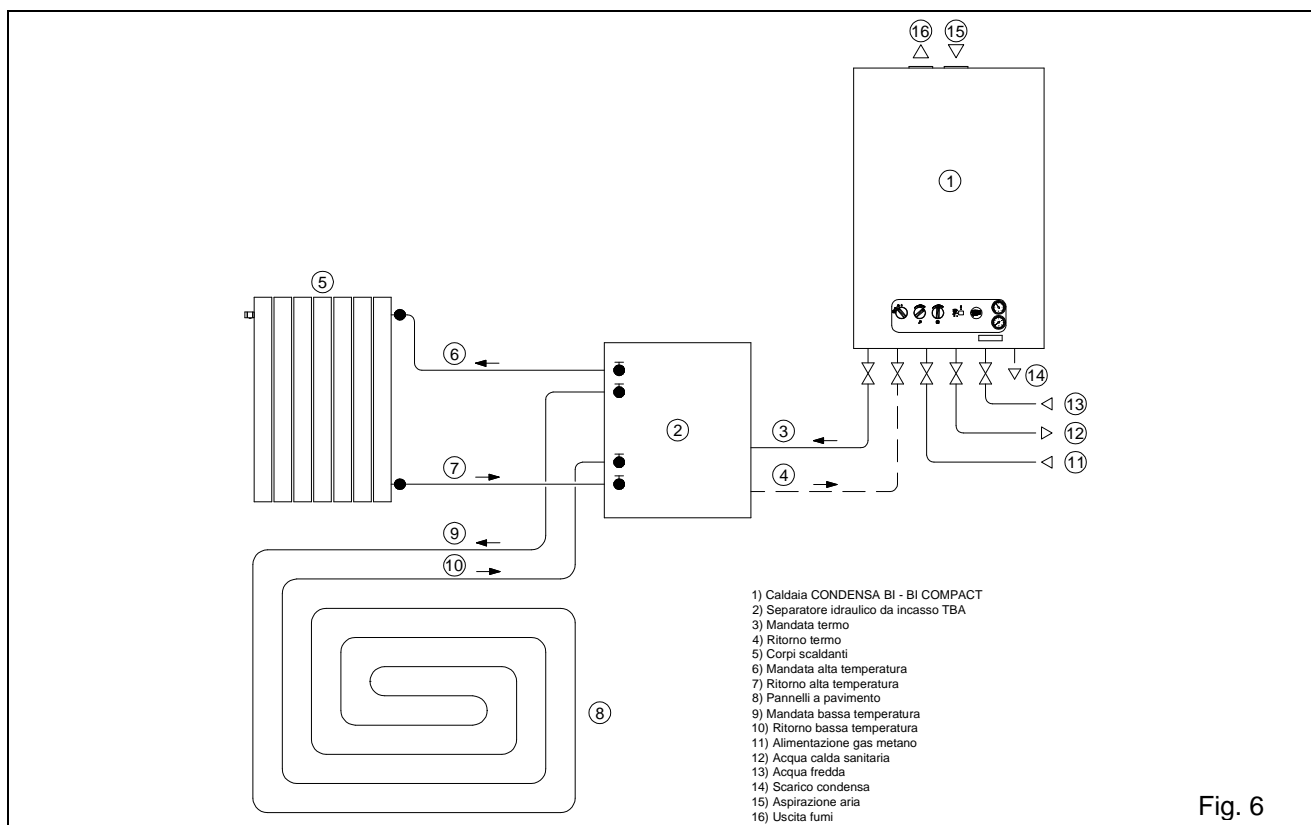 16 15
1
5
6
14
13
3
12
2
11
7
4
9
10
8
1) Caldaia CONDENSA BI - BI COMPACT
2) Separatore idraulico da incasso TBA
3) Mandata termo
4) Ritorno termo
5) Corpi scaldanti
6) Mandata alta temperatura
7) Ritorno alta temperatura
8) Pannelli a pavimento
9) Mandata bassa temperatura
10) Ritorno bassa temperatura
11) Alimentazione gas metano
12) Acqua calda sanitaria
13) Acqua fredda
14) Scarico condensa
15) Aspirazione aria
16) Uscita fumi
Fig. 6